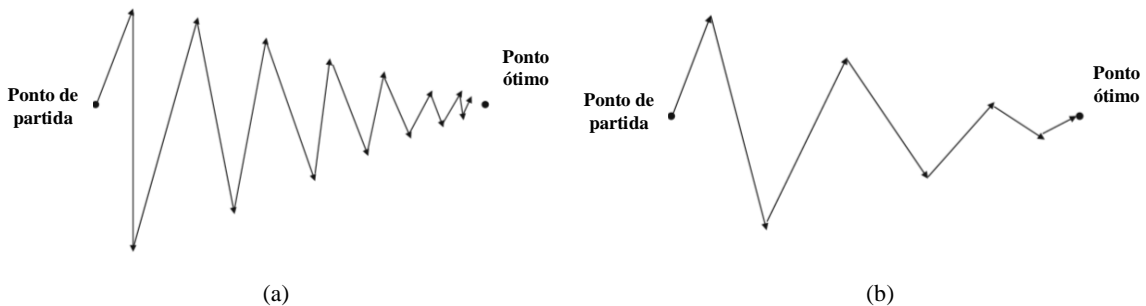 Ponto de
partida
Ponto
ótimo
(a)
Ponto de
partida
Ponto
ótimo
(b)